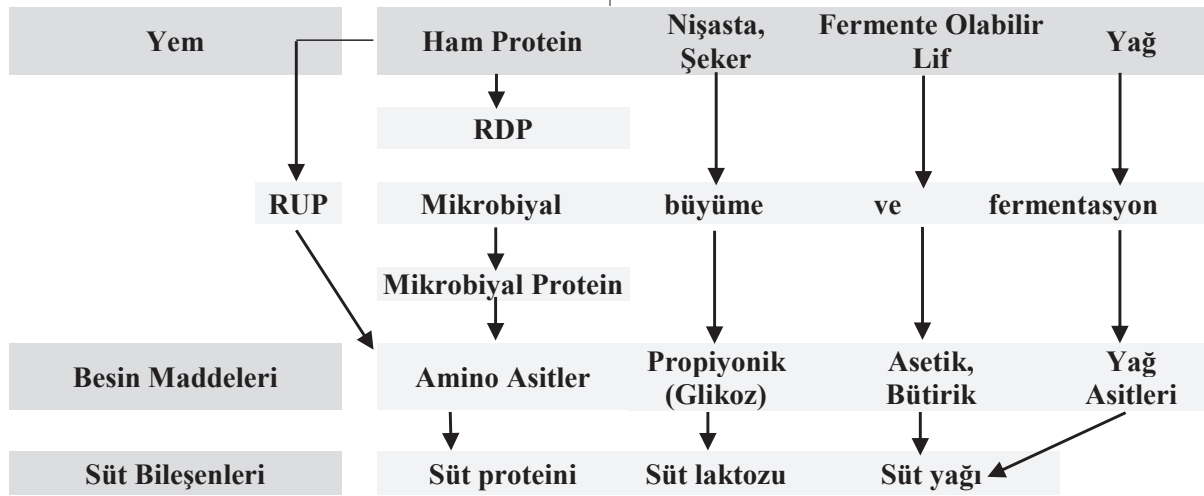 Yem
Ham Protein
Nişasta,
Şeker
Fermente Olabilir
Lif
Yağ
RDP
RUP
Mikrobiyal büyüme ve fermentasyon
Mikrobiyal Protein
Besin Maddeleri
Amino Asitler
Propiyonik
(Glikoz)
Asetik,
Bütirik
Yağ
Asitleri
Süt Bileşenleri
Süt proteini
Süt laktozu
Süt yağı